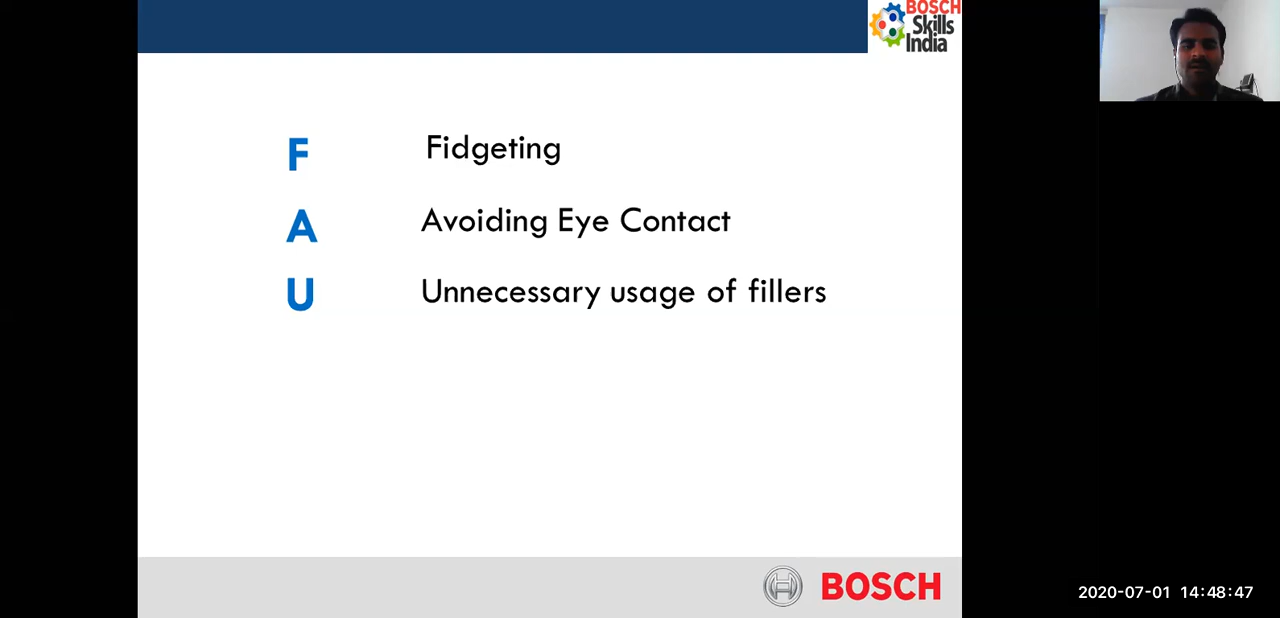 BOSCH
Skills
India
F Fidgeting
A Avoiding Eye Contact
U Unnecessary usage of fillers
BOSCH
2020-07-01 14:48:47